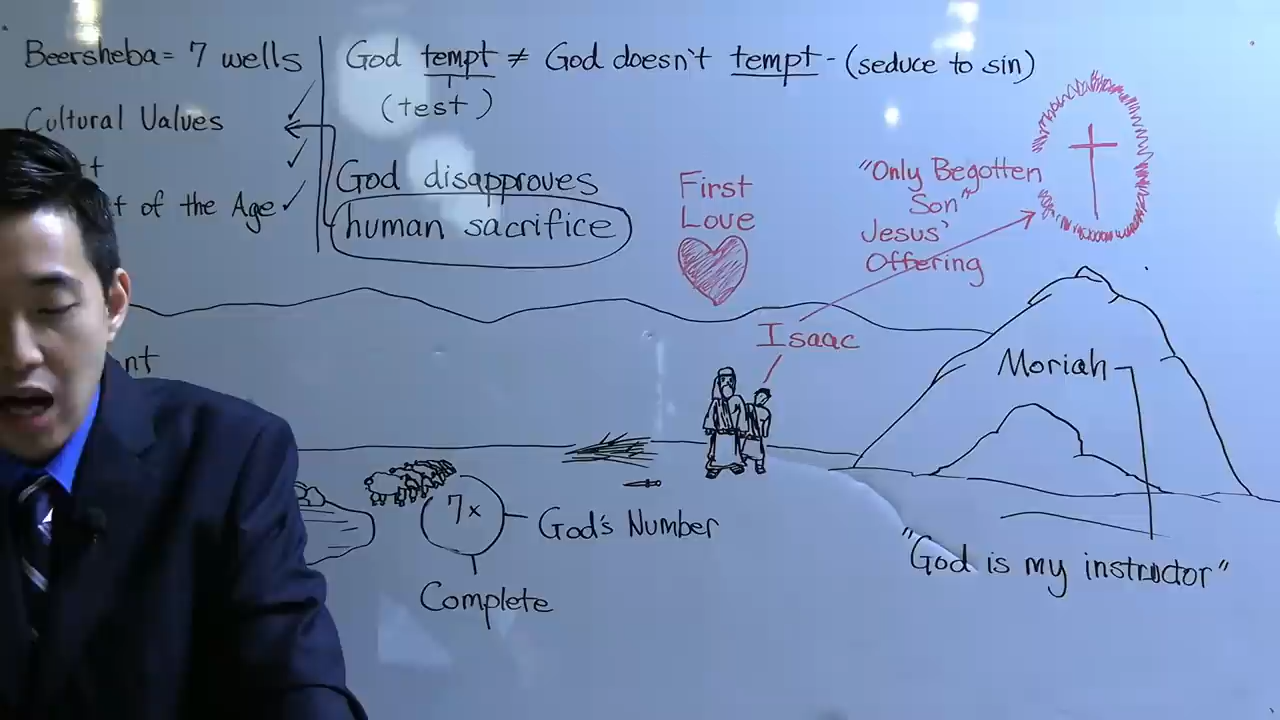 Beersheba = 7 wells
Cultural Values
of the Age
nt
God tempt ≠ God doesn't tempt - (seduce to sin)
(test)
God disapproves
human sacrifice
First
Love
"Only Begotten
Son"
Jesus'
Offering
Isaac
Moriah
7x
God's Number
Complete
"God is my instructor"